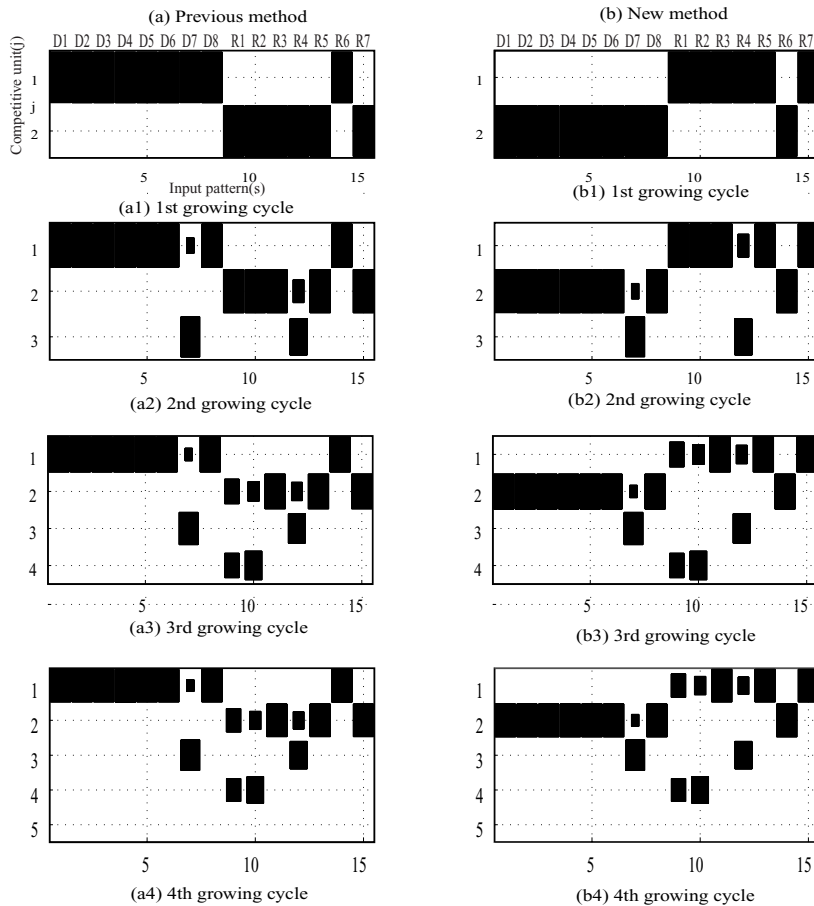 (a) Previous method
D1 D2 D3 D4 D5 D6 D7 D8 R1 R2 R3 R4 R5 R6 R7
Competitive unit(j)
1
j
2
5 10 15
Input pattern(s)
(a1) 1st growing cycle
1
2
3
5 10 15
(a2) 2nd growing cycle
1
2
3
4
5 10 15
(a3) 3rd growing cycle
1
2
3
4
5
5 10 15
(a4) 4th growing cycle
(b) New method
D1 D2 D3 D4 D5 D6 D7 D8 R1 R2 R3 R4 R5 R6 R7
1
2
5 10 15
(b1) 1st growing cycle
1
2
3
5 10 15
(b2) 2nd growing cycle
1
2
3
4
5 10 15
(b3) 3rd growing cycle
1
2
3
4
5
5 10 15
(b4) 4th growing cycle